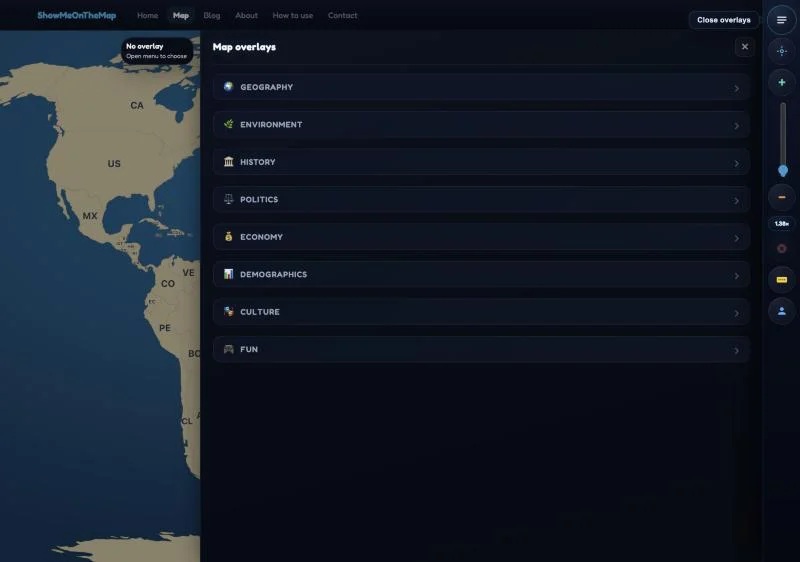 ShowMeOnTheMap
Home
Map
Blog
About
How to use
Contact
Close overlays
No overlay
Open menu to choose
Map overlays
GEOGRAPHY
ENVIRONMENT
HISTORY
POLITICS
ECONOMY
DEMOGRAPHICS
CULTURE
FUN
1.38x
CA
US
MX
VE
CO
EC
PE
BO
CL